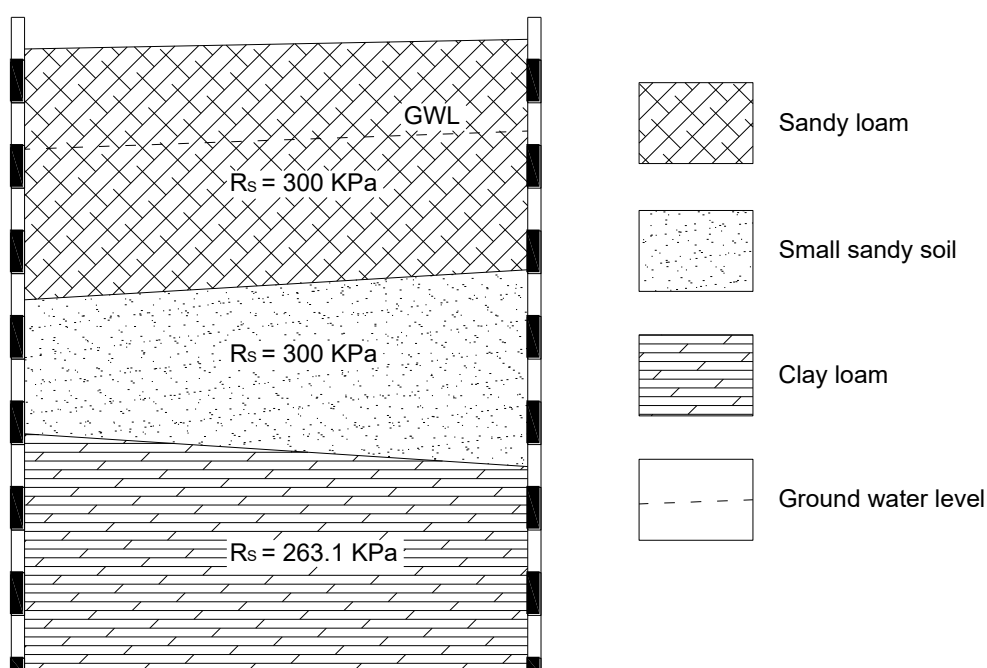 GWL
Rs = 300 KPa
Rs = 300 KPa
Rs = 263.1 KPa
Sandy loam
Small sandy soil
Clay loam
Ground water level